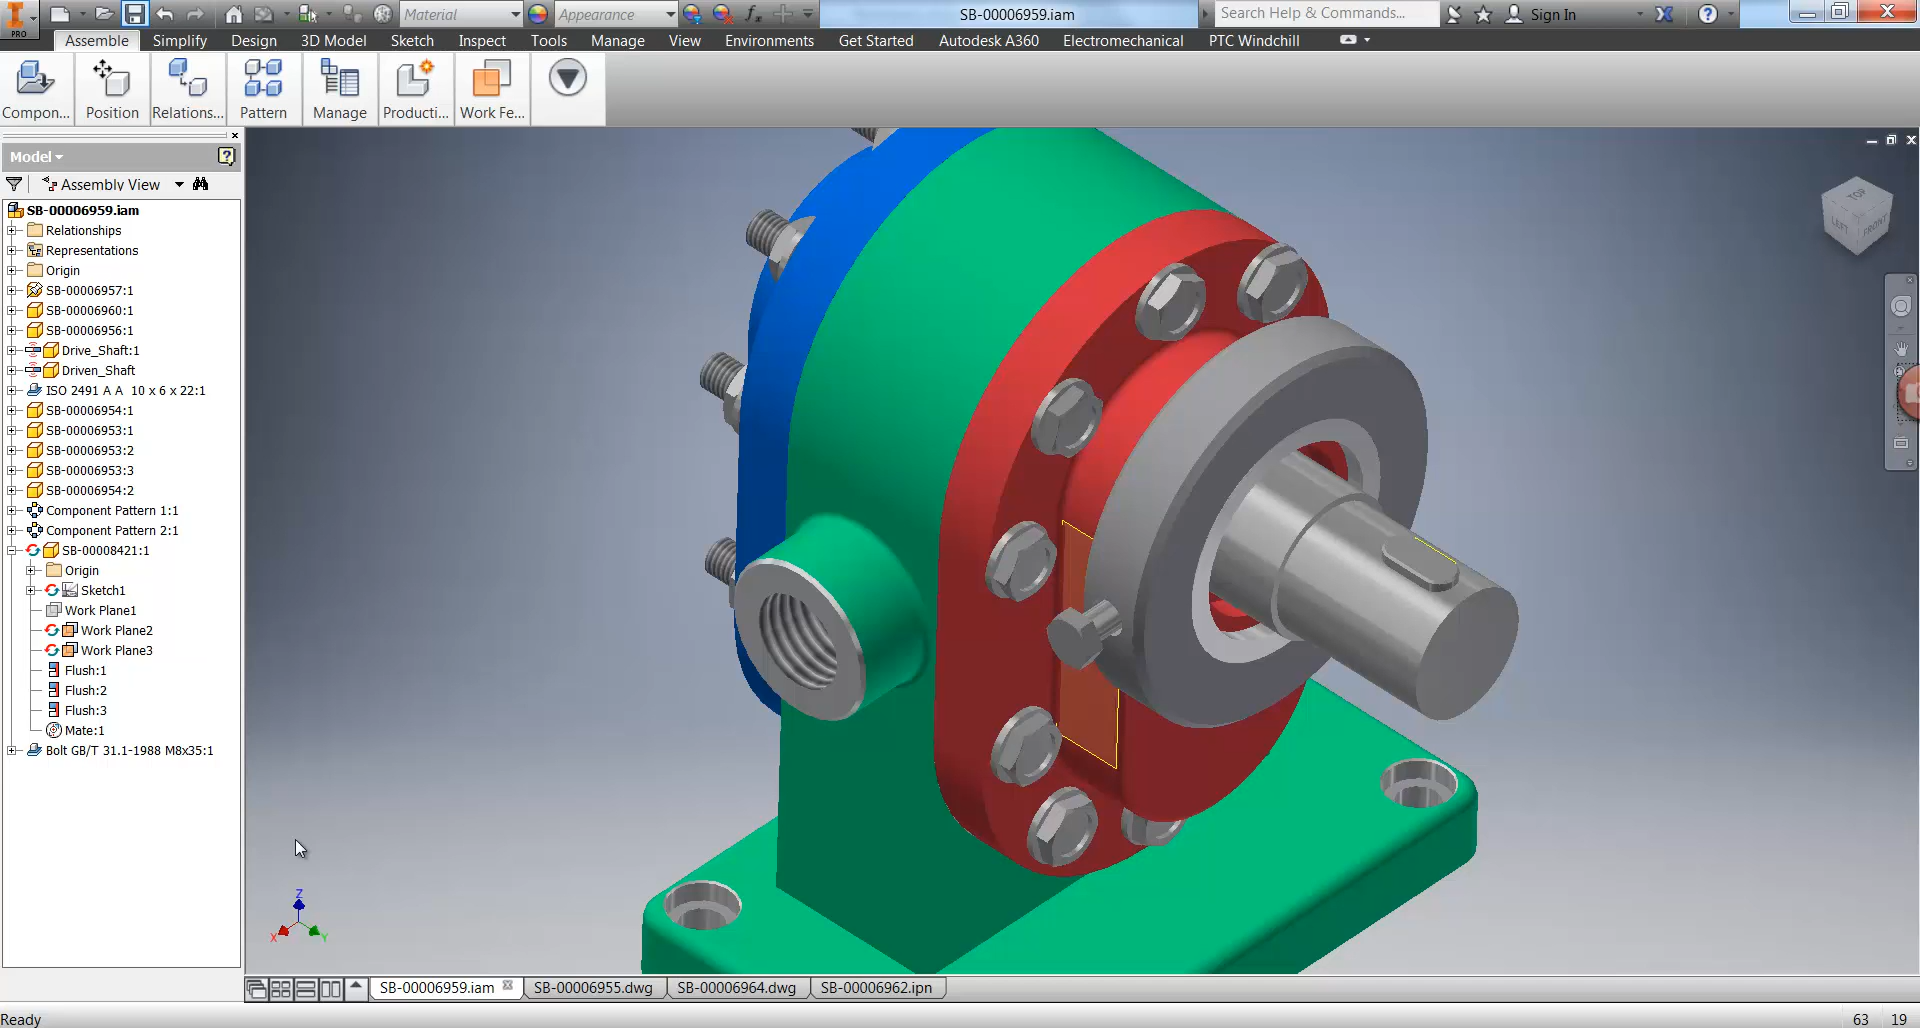 PRO
Material
Appearance
SB-00006959.iam
Search Help & Commands...
Sign In
Assemble Simplify Design 3D Model Sketch Inspect Tools Manage View Environments Get Started Autodesk A360 Electromechanical PTC Windchill
Compon... Position Relations... Pattern Manage Producti... Work Fe...
Model
Assembly View
SB-00006959.iam
Relationships
Representations
Origin
SB-00006957:1
SB-00006960:1
SB-00006956:1
Drive_Shaft:1
Driven_Shaft
ISO 2491 A A 10 x 6 x 22:1
SB-00006954:1
SB-00006953:1
SB-00006953:2
SB-00006953:3
SB-00006954:2
Component Pattern 1:1
Component Pattern 2:1
SB-00008421:1
Origin
Sketch1
Work Plane1
Work Plane2
Work Plane3
Flush:1
Flush:2
Flush:3
Mate:1
Bolt GB/T 31.1-1988 M8x35:1
TOP
LEFT FRONT
Z
X Y
SB-00006959.iam SB-00006955.dwg SB-00006964.dwg SB-00006962.ipn
Ready
63 19